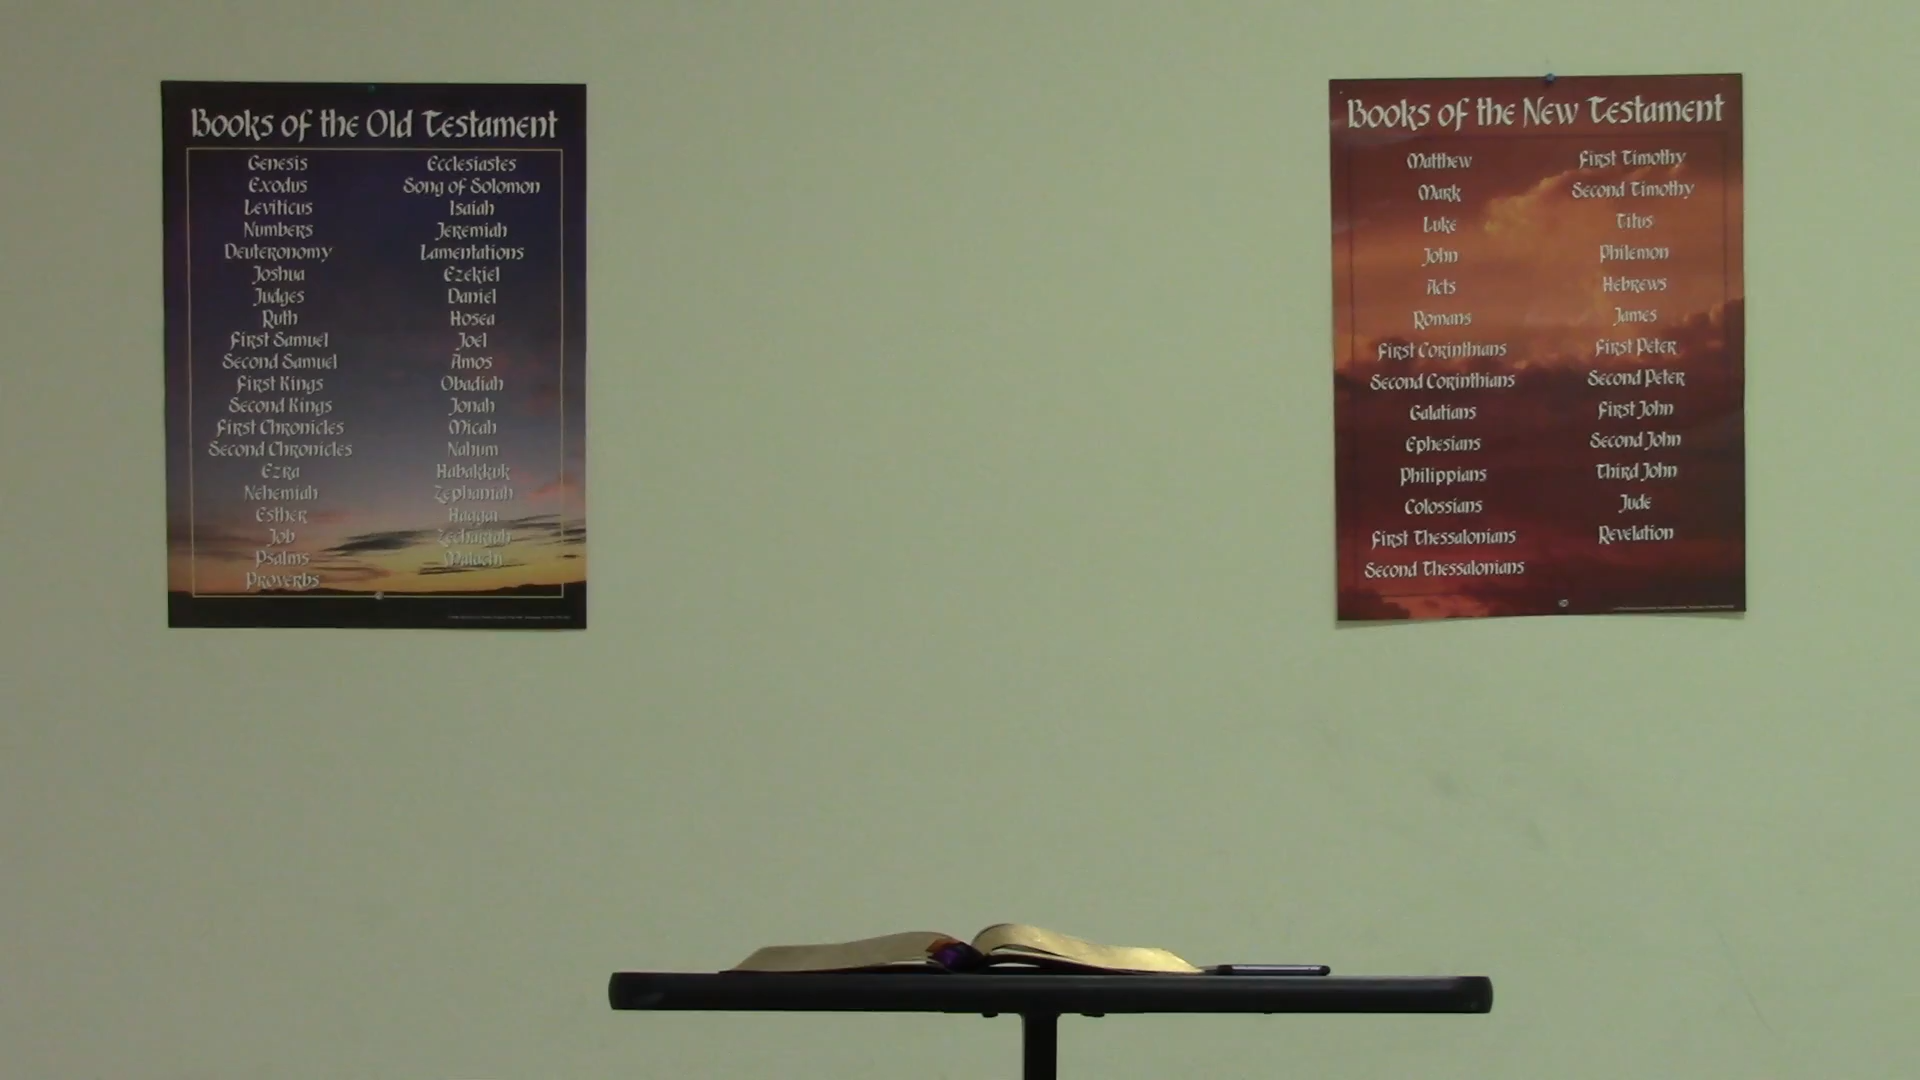 Books of the Old Testament
Genesis
Exodus
Leviticus
Numbers
Deuteronomy
Joshua
Judges
Ruth
First Samuel
Second Samuel
First Kings
Second Kings
First Chronicles
Second Chronicles
Ezra
Nehemiah
Esther
Job
Psalms
Proverbs
Ecclesiastes
Song of Solomon
Isaiah
Jeremiah
Lamentations
Ezekiel
Daniel
Hosea
Joel
Amos
Obadiah
Jonah
Micah
Nahum
Habakkuk
Zephaniah
Haggai
Zechariah
Malachi
Books of the New Testament
Matthew
Mark
Luke
John
Acts
Romans
First Corinthians
Second Corinthians
Galatians
Ephesians
Philippians
Colossians
First Thessalonians
Second Thessalonians
First Timothy
Second Timothy
Titus
Philemon
Hebrews
James
First Peter
Second Peter
First John
Second John
Third John
Jude
Revelation